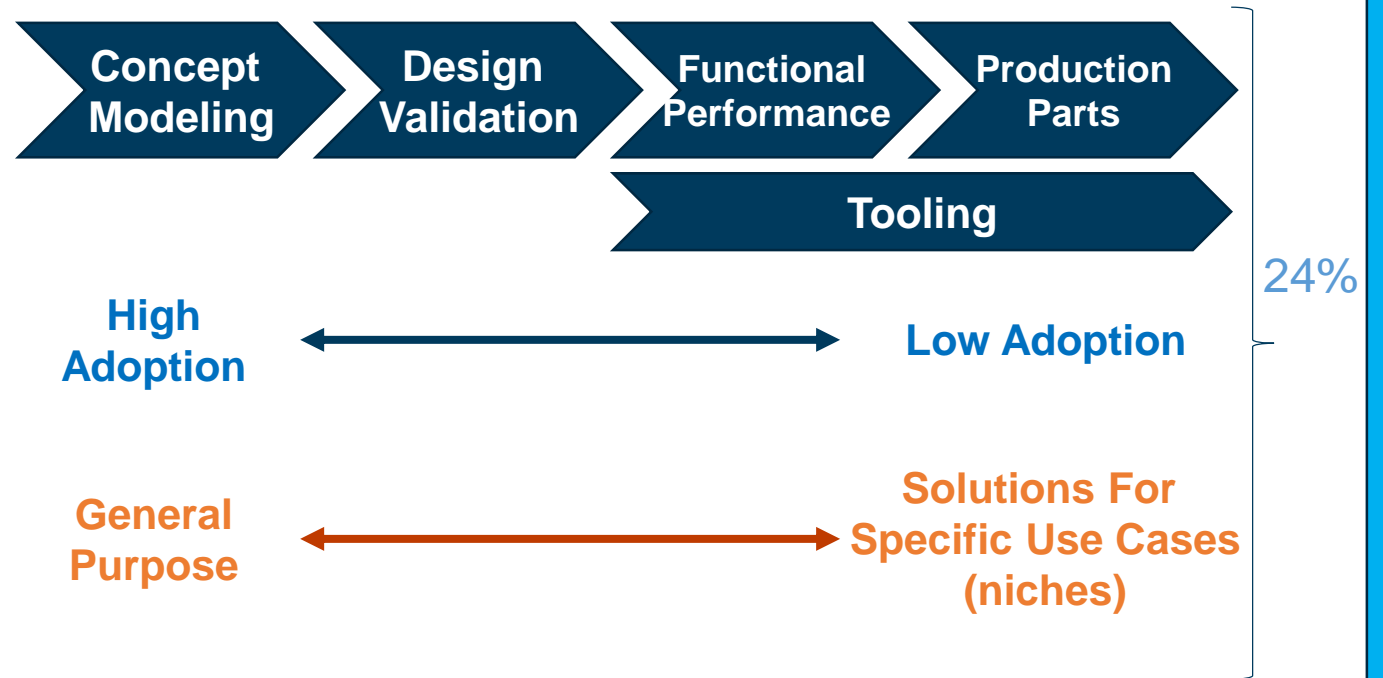 Concept
Modeling
Design
Validation
Functional
Performance
Production
Parts
Tooling
24%
High
Adoption
Low Adoption
General
Purpose
Solutions For
Specific Use Cases
(niches)